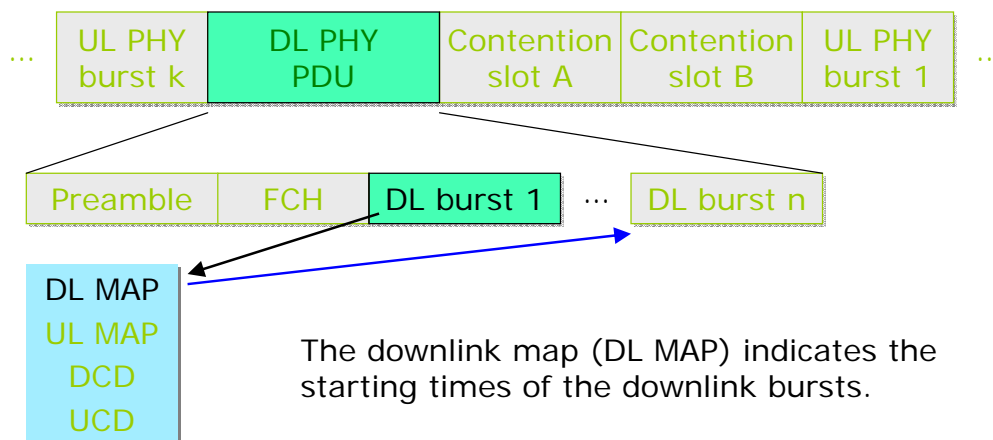 ... UL PHY burst k DL PHY PDU Contention slot A Contention slot B UL PHY burst 1 ..
Preamble FCH DL burst 1 ... DL burst n
DL MAP
UL MAP
DCD
UCD
The downlink map (DL MAP) indicates the
starting times of the downlink bursts.